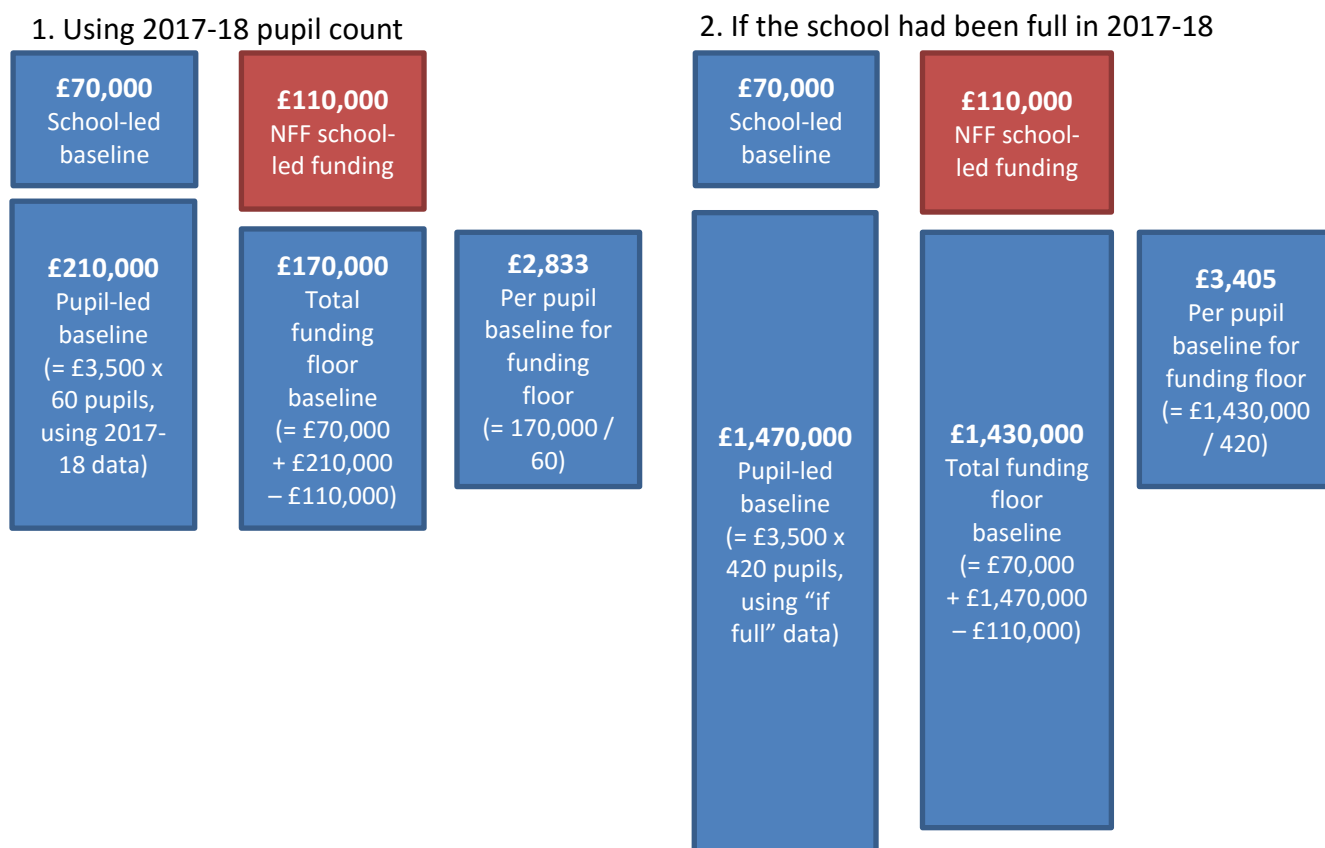 1. Using 2017-18 pupil count
£70,000
School-led
baseline
£110,000
NFF school-
led funding
£210,000
Pupil-led
baseline
(= £3,500 x
60 pupils,
using 2017-
18 data)
£170,000
Total
funding
floor
baseline
(= £70,000
+ £210,000
– £110,000)
£2,833
Per pupil
baseline for
funding
floor
(= 170,000 /
60)
2. If the school had been full in 2017-18
£70,000
School-led
baseline
£110,000
NFF school-
led funding
£1,470,000
Pupil-led
baseline
(= £3,500 x
420 pupils,
using “if
full” data)
£1,430,000
Total funding
floor
baseline
(= £70,000
+ £1,470,000
– £110,000)
£3,405
Per pupil
baseline for
funding floor
(= £1,430,000
/ 420)